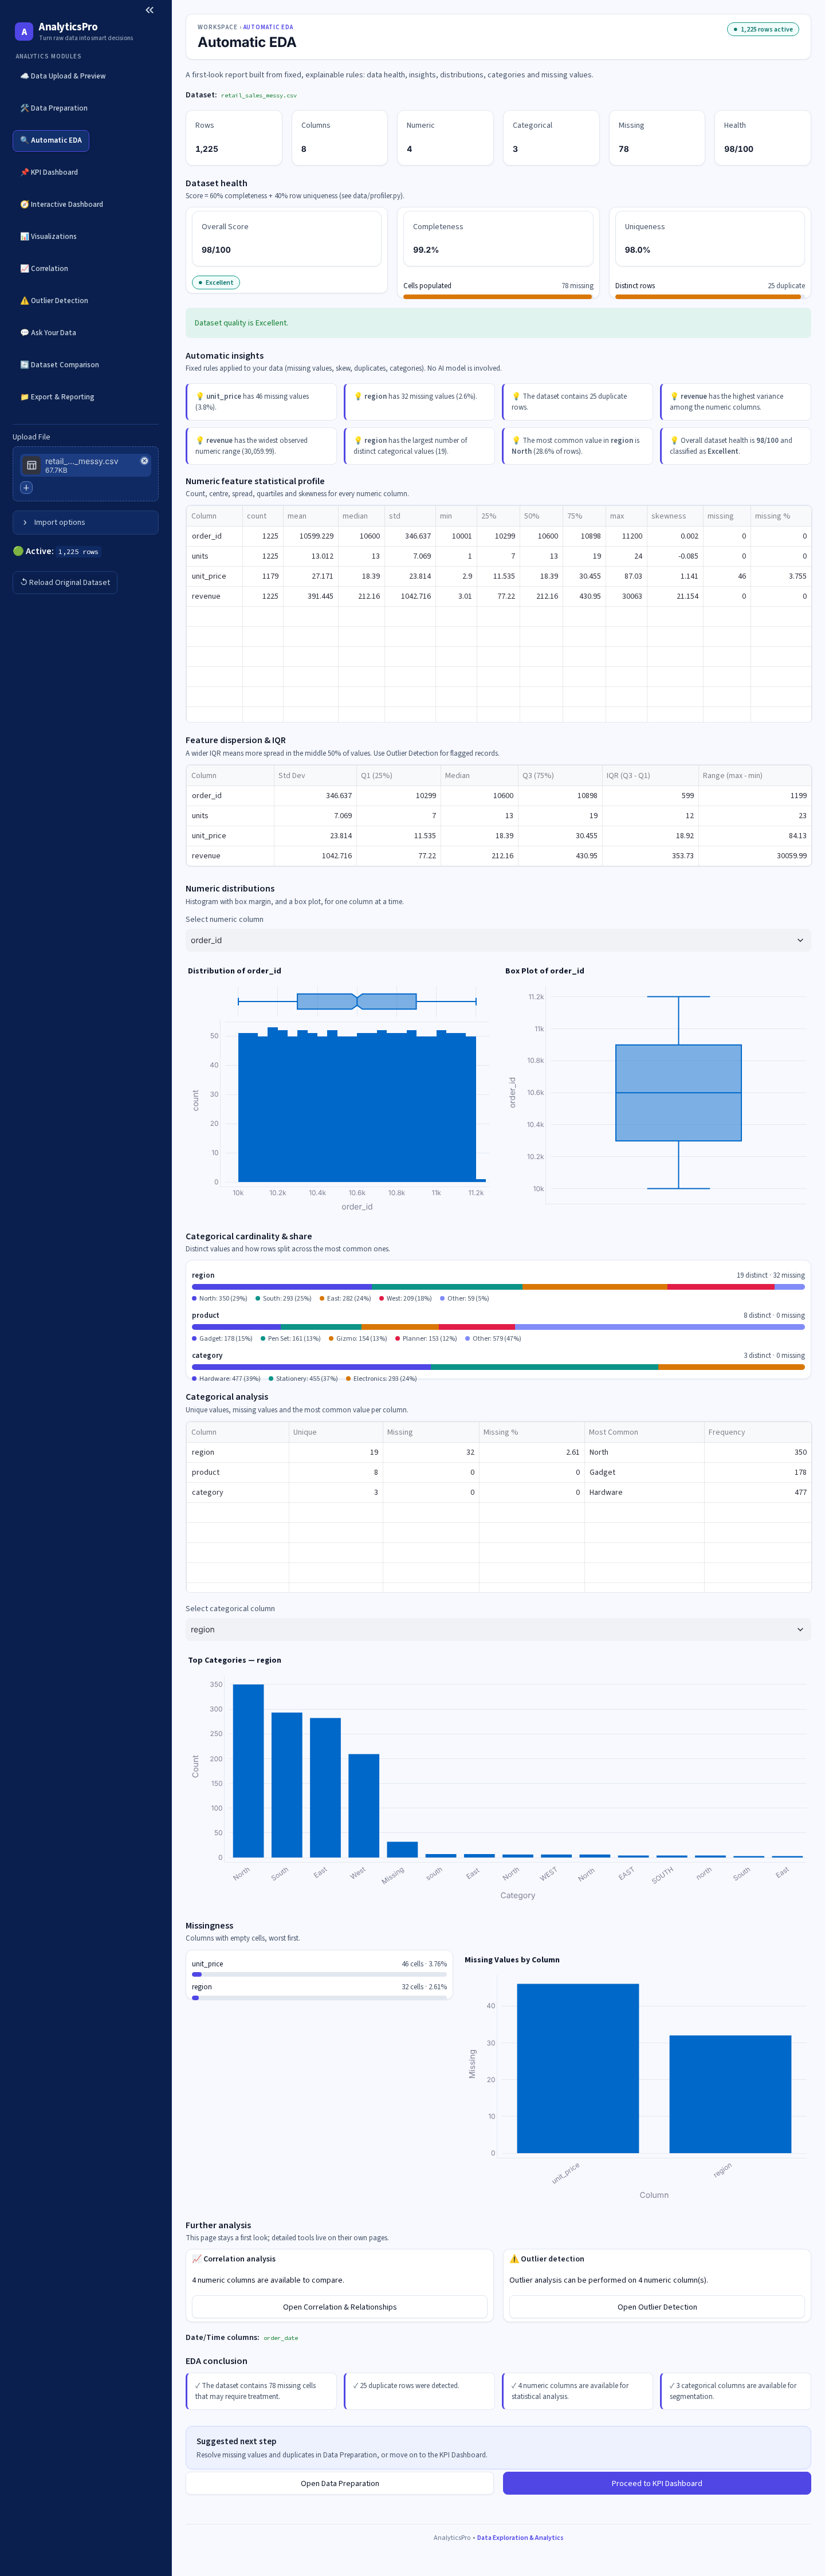 AnalyticsPro
Turn raw data into smart decisions
ANALYTICS MODULES
☁️ Data Upload & Preview
🛠️ Data Preparation
🔍 Automatic EDA
📌 KPI Dashboard
🧭 Interactive Dashboard
📊 Visualizations
📈 Correlation
⚠️ Outlier Detection
💬 Ask Your Data
🔄 Dataset Comparison
📁 Export & Reporting
Upload File
retail_..._messy.csv
67.7KB
Import options
🟢 Active: 1,225 rows
Reload Original Dataset
WORKSPACE › AUTOMATIC EDA
Automatic EDA
1,225 rows active
A first-look report built from fixed, explainable rules: data health, insights, distributions, categories and missing values.
Dataset: retail_sales_messy.csv
Rows Columns Numeric Categorical Missing Health
1,225 8 4 3 78 98/100
Dataset health
Score = 60% completeness + 40% row uniqueness (see data/profiler.py).
Overall Score Completeness Uniqueness
98/100 99.2% 98.0%
Excellent Cells populated 78 missing Distinct rows 25 duplicate
Dataset quality is Excellent.
Automatic insights
Fixed rules applied to your data (missing values, skew, duplicates, categories). No AI model is involved.
💡 unit_price has 46 missing values (3.8%).
💡 region has 32 missing values (2.6%).
💡 The dataset contains 25 duplicate rows.
💡 revenue has the highest variance among the numeric columns.
💡 revenue has the widest observed numeric range (30,059.99).
💡 region has the largest number of distinct categorical values (19).
💡 The most common value in region is North (28.6% of rows).
💡 Overall dataset health is 98/100 and classified as Excellent.
Numeric feature statistical profile
Count, centre, spread, quartiles and skewness for every numeric column.
Column count mean median std min 25% 50% 75% max skewness missing missing %
order_id 1225 10599.229 10600 346.637 10001 10299 10600 10898 11200 0.002 0 0
units 1225 13.012 13 7.069 1 7 13 19 24 -0.085 0 0
unit_price 1179 27.171 18.39 23.814 2.9 11.535 18.39 30.455 87.03 1.141 46 3.755
revenue 1225 391.445 212.16 1042.716 3.01 77.22 212.16 430.95 30063 21.154 0 0
Feature dispersion & IQR
A wider IQR means more spread in the middle 50% of values. Use Outlier Detection for flagged records.
Column Std Dev Q1 (25%) Median Q3 (75%) IQR (Q3 - Q1) Range (max - min)
order_id 346.637 10299 10600 10898 599 1199
units 7.069 7 13 19 12 23
unit_price 23.814 11.535 18.39 30.455 18.92 84.13
revenue 1042.716 77.22 212.16 430.95 353.73 30059.99
Numeric distributions
Histogram with box margin, and a box plot, for one column at a time.
Select numeric column
order_id
Distribution of order_id
50
40
30
20
10
0
count
10k 10.2k 10.4k 10.6k 10.8k 11k 11.2k
order_id
Box Plot of order_id
11.2k
11k
10.8k
10.6k
10.4k
10.2k
10k
order_id
Categorical cardinality & share
Distinct values and how rows split across the most common ones.
region 19 distinct · 32 missing
North: 350 (29%) South: 293 (25%) East: 282 (24%) West: 209 (18%) Other: 59 (5%)
product 8 distinct · 0 missing
Gadget: 178 (15%) Pen Set: 161 (13%) Gizmo: 154 (13%) Planner: 153 (12%) Other: 579 (47%)
category 3 distinct · 0 missing
Hardware: 477 (39%) Stationery: 455 (37%) Electronics: 293 (24%)
Categorical analysis
Unique values, missing values and the most common value per column.
Column Unique Missing Missing % Most Common Frequency
region 19 32 2.61 North 350
product 8 0 0 Gadget 178
category 3 0 0 Hardware 477
Select categorical column
region
Top Categories — region
350
300
250
200
150
100
50
0
Count
North South East West Missing south East North WEST North EAST SOUTH north South East
Category
Missingness
Columns with empty cells, worst first.
unit_price 46 cells · 3.76%
region 32 cells · 2.61%
Missing Values by Column
40
30
20
10
0
Missing
unit_price region
Column
Further analysis
This page stays a first look; detailed tools live on their own pages.
📈 Correlation analysis
4 numeric columns are available to compare.
Open Correlation & Relationships
⚠️ Outlier detection
Outlier analysis can be performed on 4 numeric column(s).
Open Outlier Detection
Date/Time columns: order_date
EDA conclusion
✓ The dataset contains 78 missing cells that may require treatment.
✓ 25 duplicate rows were detected.
✓ 4 numeric columns are available for statistical analysis.
✓ 3 categorical columns are available for segmentation.
Suggested next step
Resolve missing values and duplicates in Data Preparation, or move on to the KPI Dashboard.
Open Data Preparation
Proceed to KPI Dashboard
AnalyticsPro • Data Exploration & Analytics